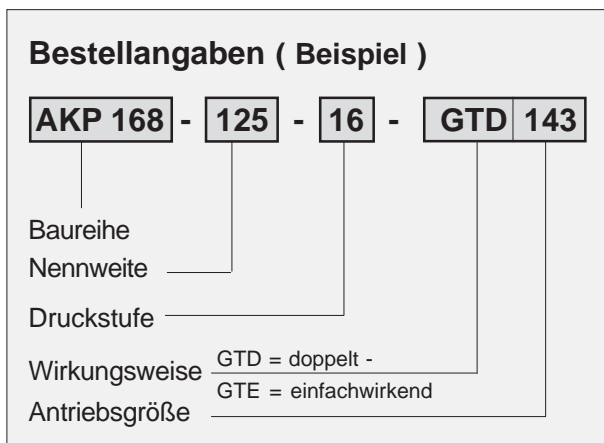 Bestellangaben ( Beispiel )
AKP 168 - 125 - 16 - GTD 143
Baureihe
Nennweite
Druckstufe
Wirkungsweise GTD = doppelt -
GTE = einfachwirkend
Antriebsgröße